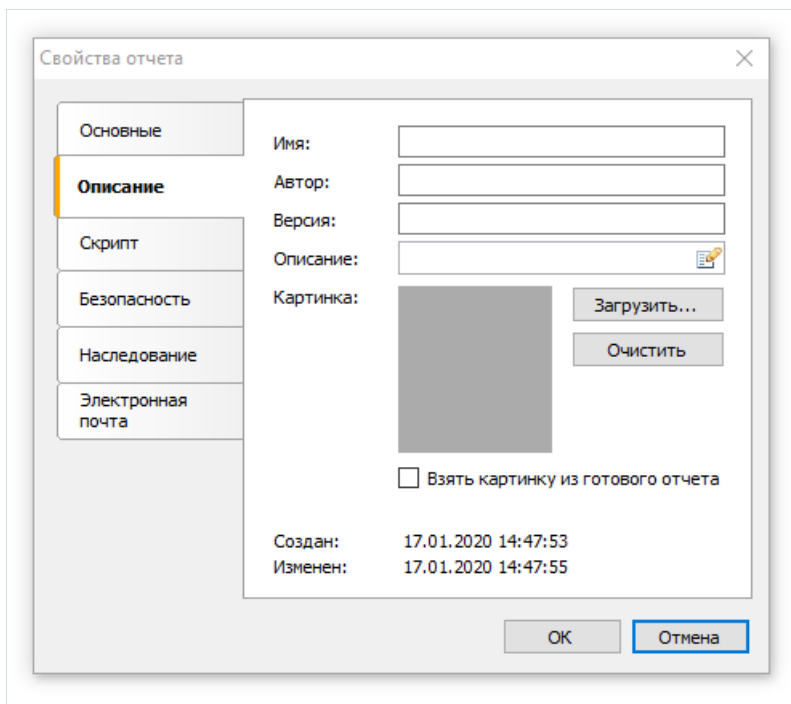 Свойства отчета
Основные
Описание
Скрипт
Безопасность
Наследование
Электронная
почта
Имя:
Автор:
Версия:
Описание:
Картинка:
Загрузить...
Очистить
Взять картинку из готового отчета
Создан: 17.01.2020 14:47:53
Изменен: 17.01.2020 14:47:55
ОК Отмена